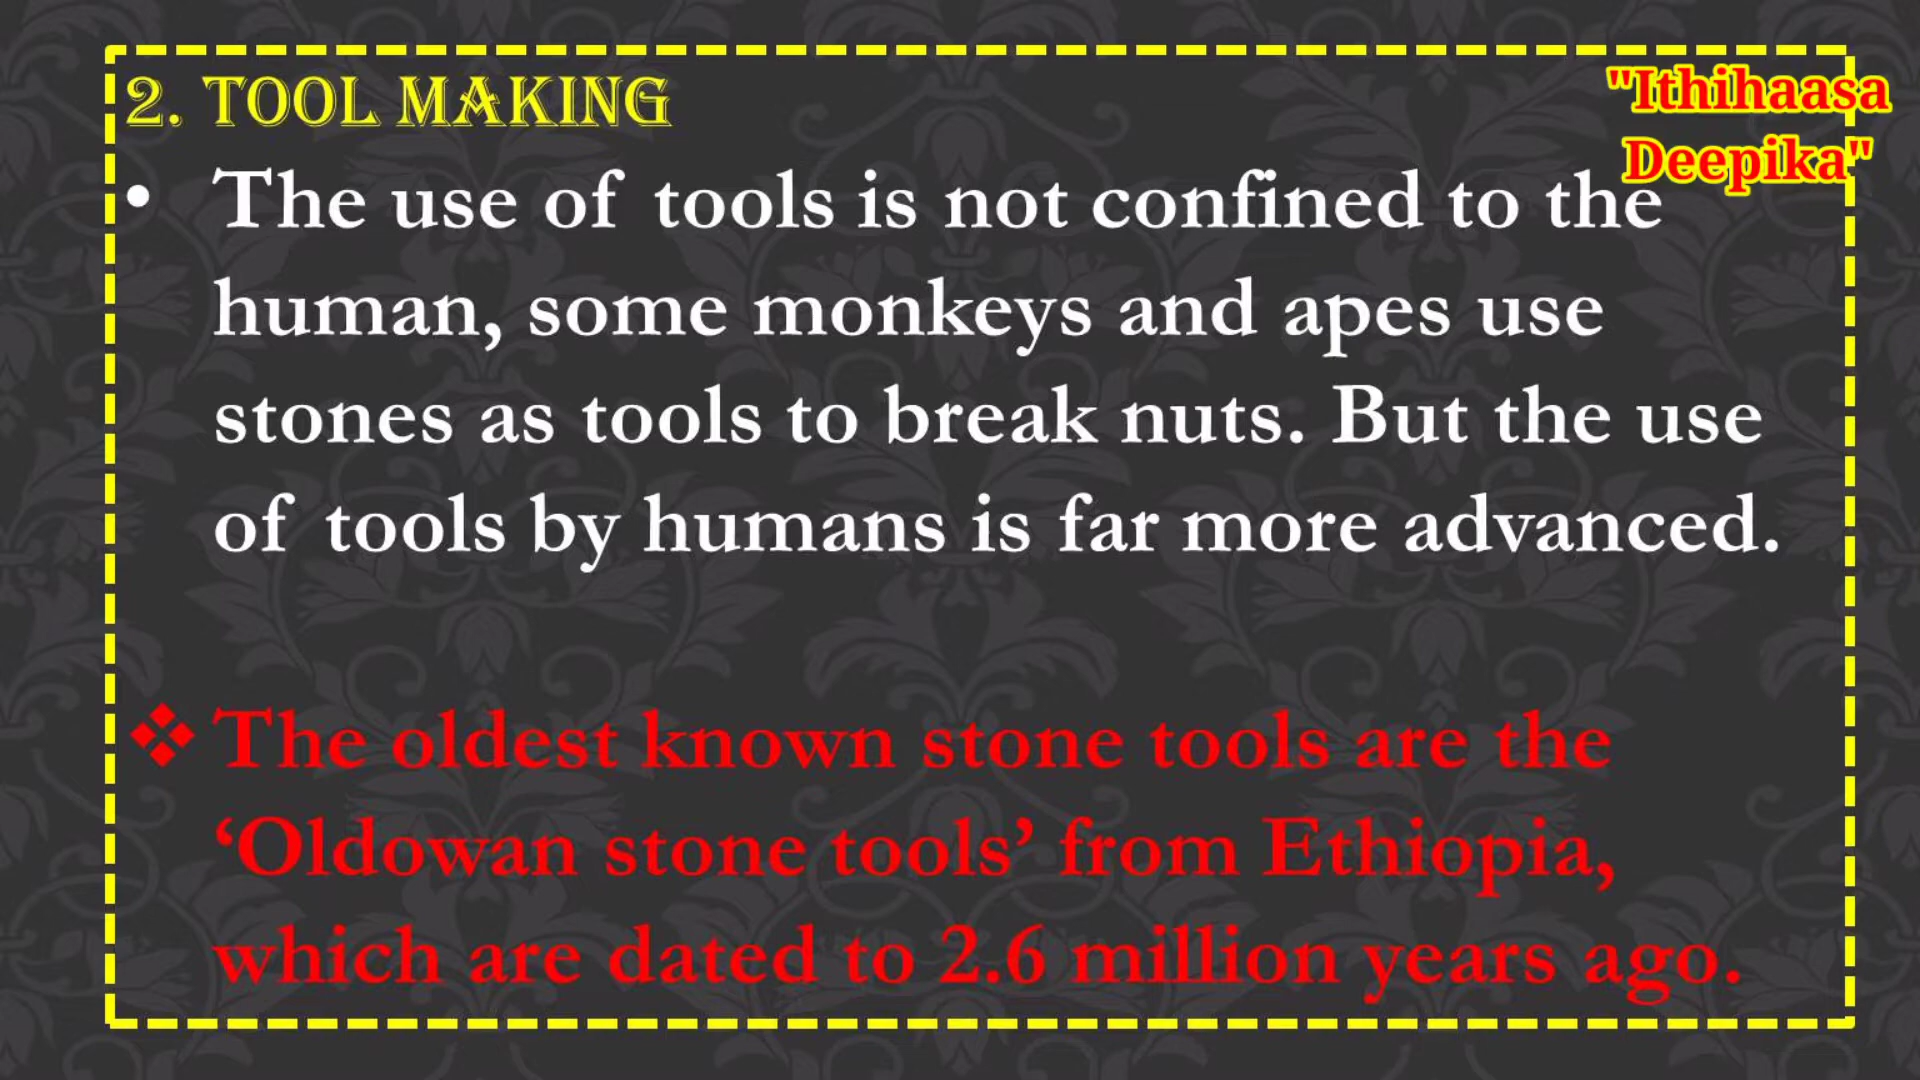 2. TOOL MAKING
"Ithihaasa
Deepika"
• The use of tools is not confined to the
human, some monkeys and apes use
stones as tools to break nuts. But the use
of tools by humans is far more advanced.
❖ The oldest known stone tools are the
‘Oldowan stone tools’ from Ethiopia,
which are dated to 2.6 million years ago.